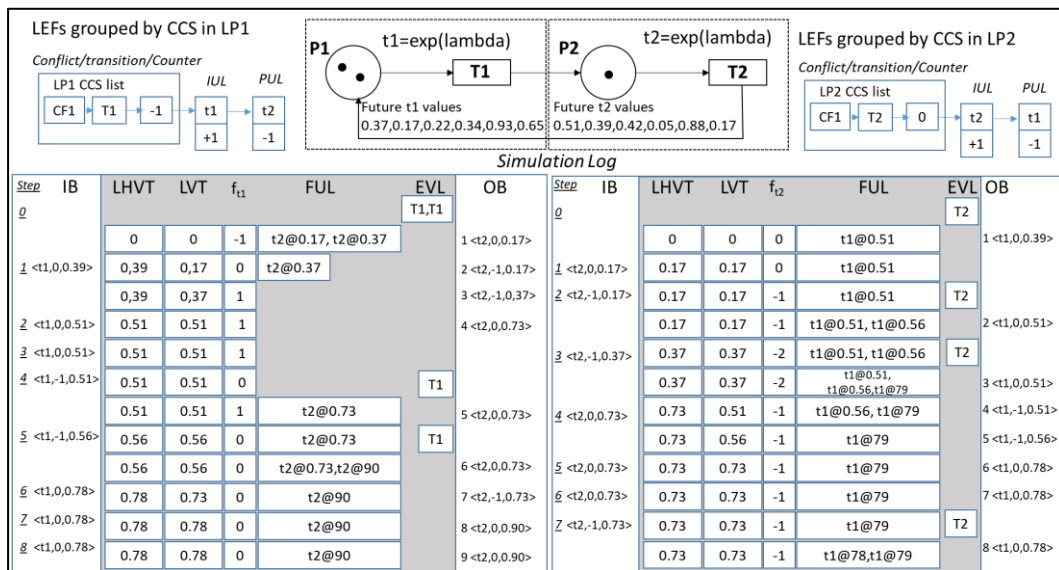 LEFs grouped by CCS in LP1
Conflict/transition/Counter
LP1 CCS list
IUL
PUL
CF1
T1
-1
t1
+1
t2
-1
P1
t1=exp(lambda)
T1
Future t1 values
0.37,0.17,0.22,0.34,0.93,0.65
P2
t2=exp(lambda)
T2
Future t2 values
0.51,0.39,0.42,0.05,0.88,0.17
LEFs grouped by CCS in LP2
Conflict/transition/Counter
LP2 CCS list
IUL
PUL
CF1
T2
0
t2
+1
t1
-1
Simulation Log
Step IB LHVT LVT ft1 FUL EVL OB
0 T1,T1
0 0 -1 t2@0.17, t2@0.37 1 <t2,0,0.17>
1 <t1,0,0.39> 0,39 0,17 0 t2@0.37 2 <t2,-1,0.17>
0,39 0,37 1 3 <t2,-1,0,37>
2 <t1,0,0.51> 0.51 0.51 1 4 <t2,0,0.73>
3 <t1,0,0.51> 0.51 0.51 1
4 <t1,-1,0.51> 0.51 0.51 0 T1
0.51 0.51 1 t2@0.73 5 <t2,0,0.73>
5 <t1,-1,0.56> 0.56 0.56 0 t2@0.73 T1
0.56 0.56 0 t2@0.73,t2@90 6 <t2,0,0.73>
6 <t1,0,0.78> 0.78 0.73 0 t2@90 7 <t2,-1,0.73>
7 <t1,0,0.78> 0.78 0.78 0 t2@90 8 <t2,0,0.90>
8 <t1,0,0.78> 0.78 0.78 0 t2@90 9 <t2,0,0.90>
Step IB LHVT LVT ft2 FUL EVL OB
0 T2
0 0 0 t1@0.51 1 <t1,0,0.39>
1 <t2,0,0.17> 0.17 0.17 0 t1@0.51
2 <t2,-1,0.17> 0.17 0.17 -1 t1@0.51 T2
0.17 0.17 -1 t1@0.51, t1@0.56 2 <t1,0,0.51>
3 <t2,-1,0.37> 0.37 0.37 -2 t1@0.51, t1@0.56 T2
0.37 0.37 -2 t1@0.51,
t1@0.56,t1@79 3 <t1,0,0.51>
4 <t2,0,0.73> 0.73 0.51 -1 t1@0.56, t1@79 4 <t1,-1,0.51>
0.73 0.56 -1 t1@79 5 <t1,-1,0.56>
5 <t2,0,0.73> 0.73 0.73 -1 t1@79 6 <t1,0,0.78>
6 <t2,0,0.73> 0.73 0.73 -1 t1@79 7 <t1,0,0.78>
7 <t2,-1,0.73> 0.73 0.73 -1 t1@79 T2
0.73 0.73 -1 t1@78,t1@79 8 <t1,0,0.78>